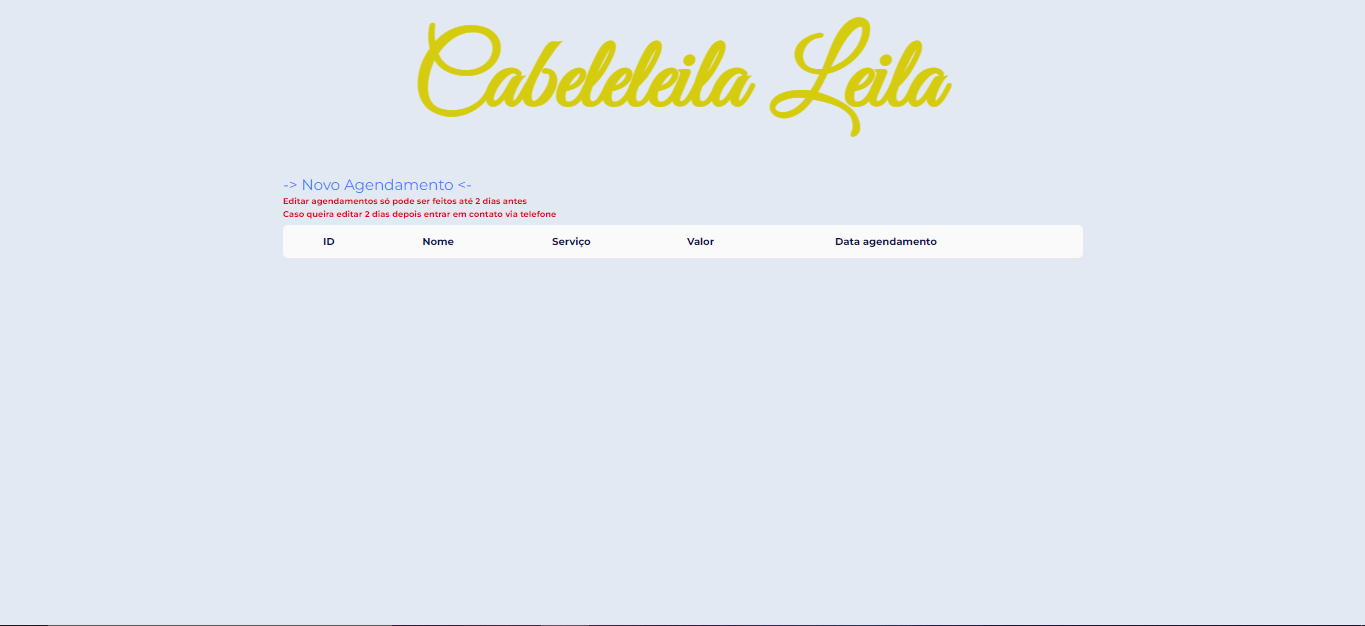 Cabeleleila Leila
-> Novo Agendamento <-
Editar agendamentos só pode ser feitos até 2 dias antes
Caso queira editar 2 dias depois entrar em contato via telefone
ID Nome Serviço Valor Data agendamento